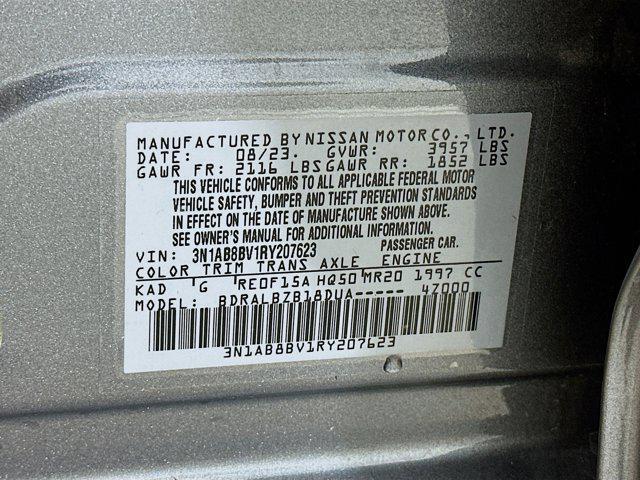 MANUFACTURED BY NISSAN MOTOR CO., LTD.
DATE: 08/23. GVWR: 3957 LBS
GAWR FR: 2116 LBS GAWR RR: 1852 LBS
THIS VEHICLE CONFORMS TO ALL APPLICABLE FEDERAL MOTOR
VEHICLE SAFETY, BUMPER AND THEFT PREVENTION STANDARDS
IN EFFECT ON THE DATE OF MANUFACTURE SHOWN ABOVE.
SEE OWNER'S MANUAL FOR ADDITIONAL INFORMATION.
VIN: 3N1AB8BV1RY207623 PASSENGER CAR.
COLOR TRIM TRANS AXLE ENGINE
KAD G RE0F15A HQ50 MR20 1997 CC
MODEL: BDRALBZB18DUA----- 47000
3N1AB8BV1RY207623